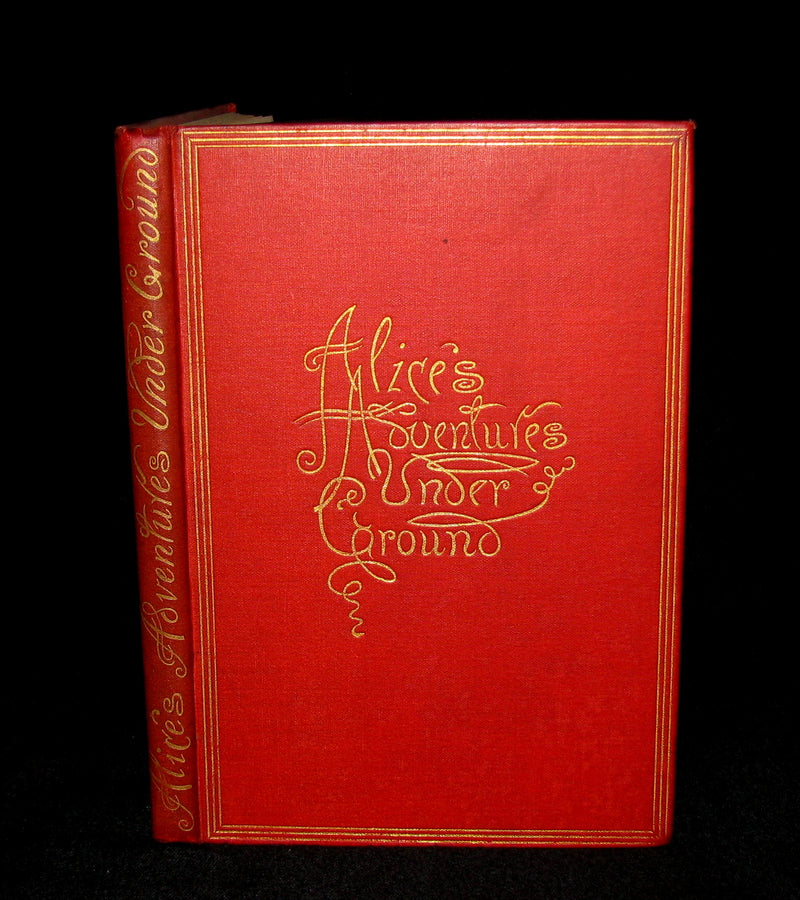 Alice's Adventures Under Ground
Alice's
Adventures
Under
Ground